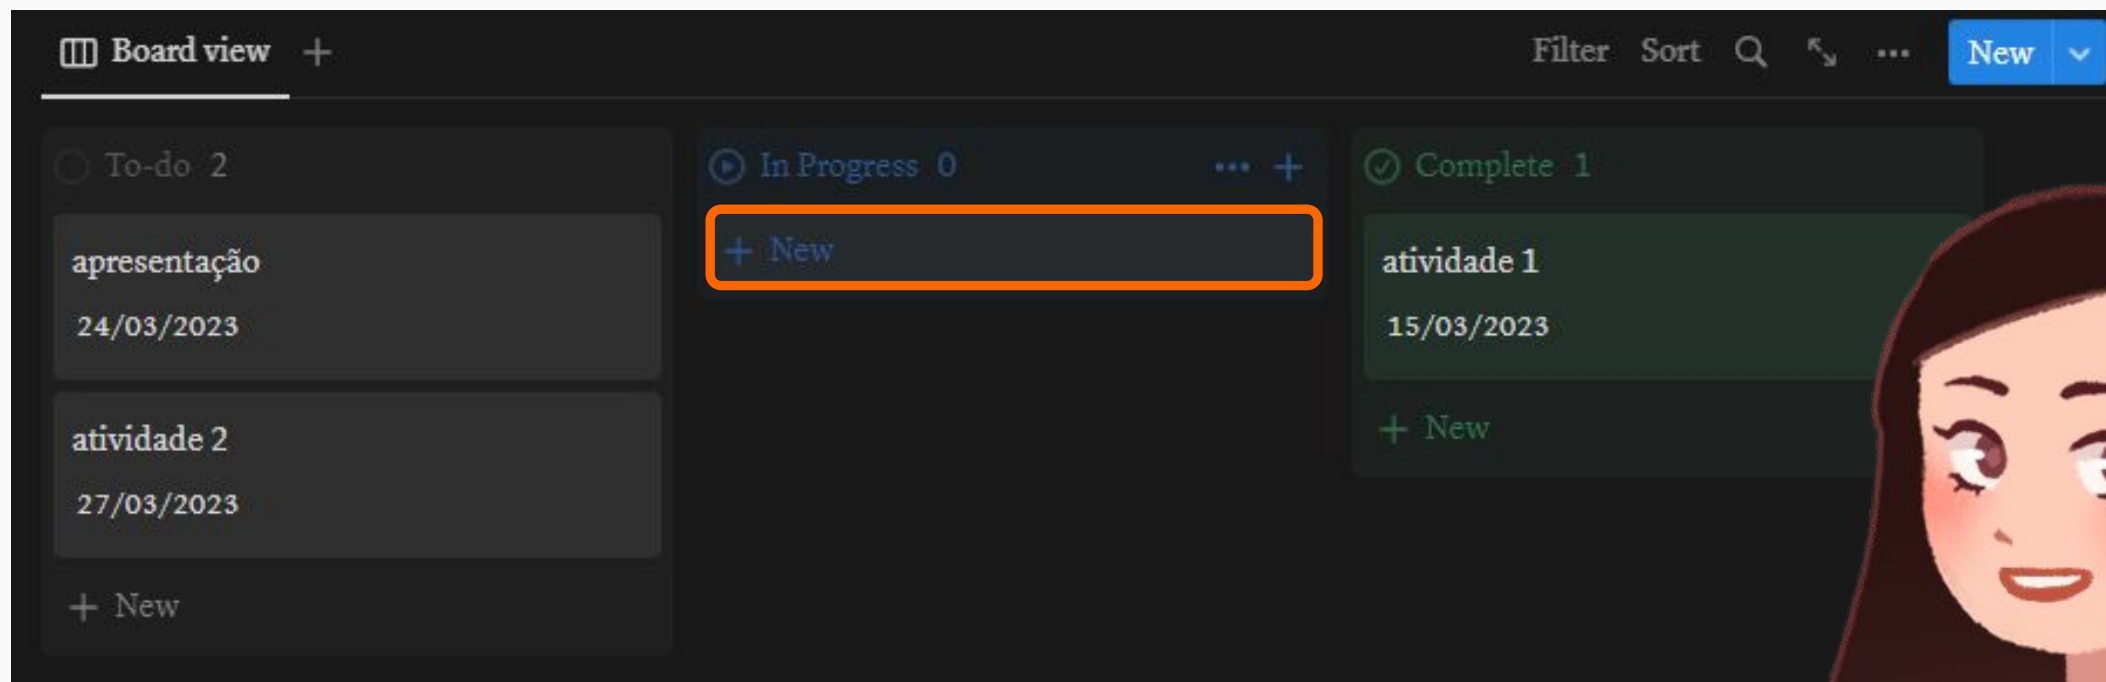 Board view
Filter Sort New
To-do 2
apresentação
24/03/2023
atividade 2
27/03/2023
+ New
In Progress 0
+ New
Complete 1
atividade 1
15/03/2023
+ New